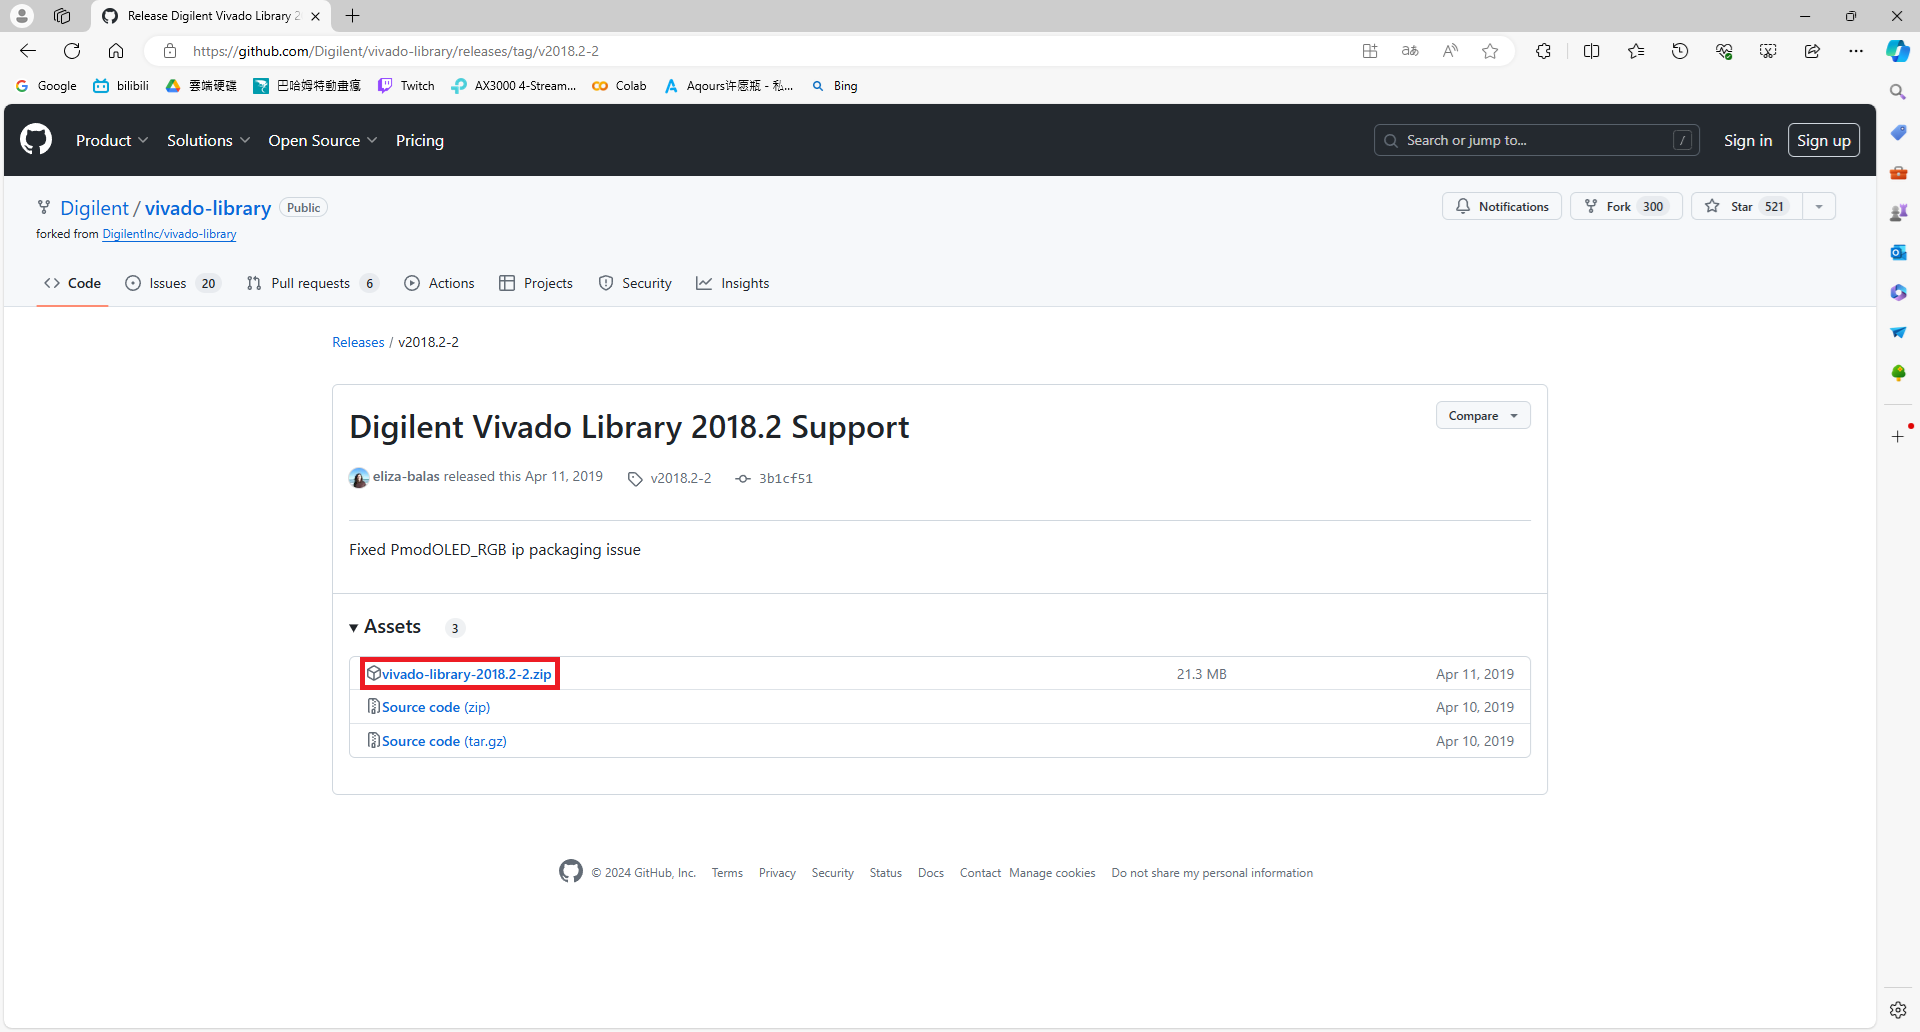 Release Digilent Vivado Library 2
https://github.com/Digilent/vivado-library/releases/tag/v2018.2-2
Google bilibili 雲端硬碟 巴哈姆特動畫瘋 Twitch AX3000 4-Stream... Colab Aqours许愿瓶 - 私... Bing
Product Solutions Open Source Pricing Search or jump to... / Sign in Sign up
Digilent / vivado-library Public Notifications Fork 300 Star 521
forked from DigilentInc/vivado-library
Code Issues 20 Pull requests 6 Actions Projects Security Insights
Releases / v2018.2-2
Digilent Vivado Library 2018.2 Support Compare
eliza-balas released this Apr 11, 2019 v2018.2-2 3b1cf51
Fixed PmodOLED_RGB ip packaging issue
Assets 3
vivado-library-2018.2-2.zip 21.3 MB Apr 11, 2019
Source code (zip) Apr 10, 2019
Source code (tar.gz) Apr 10, 2019
© 2024 GitHub, Inc. Terms Privacy Security Status Docs Contact Manage cookies Do not share my personal information